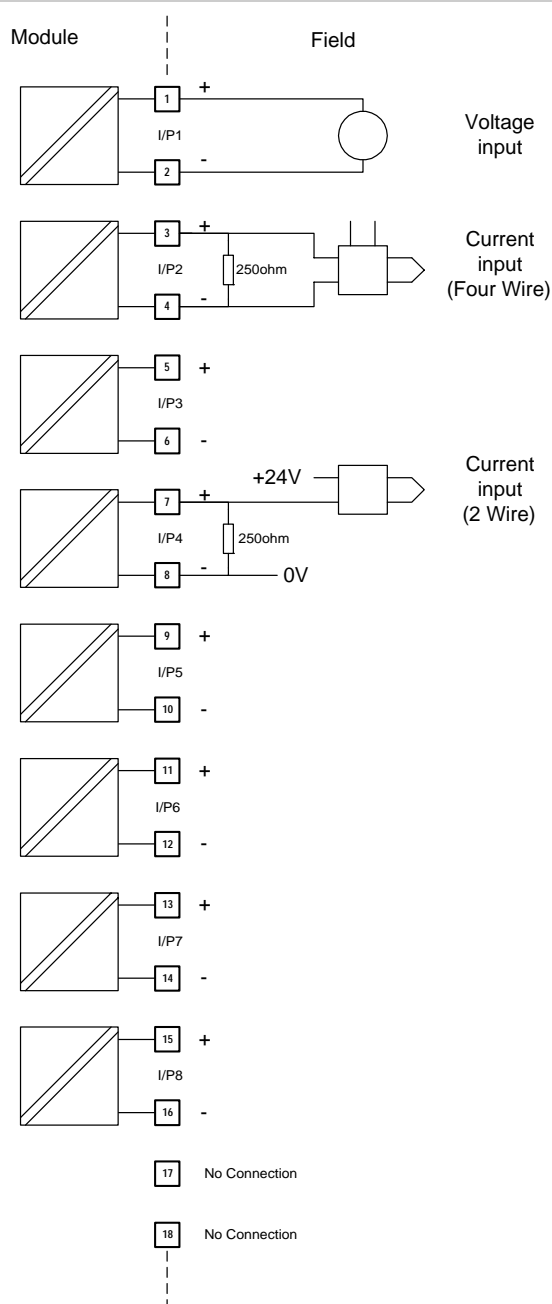 Module
Field
1
+
I/P1
2
-
Voltage
input
3
+
I/P2
250ohm
4
-
Current
input
(Four Wire)
5
+
I/P3
6
-
+24V
7
+
I/P4
250ohm
8
-
0V
Current
input
(2 Wire)
9
+
I/P5
10
-
11
+
I/P6
12
-
13
+
I/P7
14
-
15
+
I/P8
16
-
17 No Connection
18 No Connection